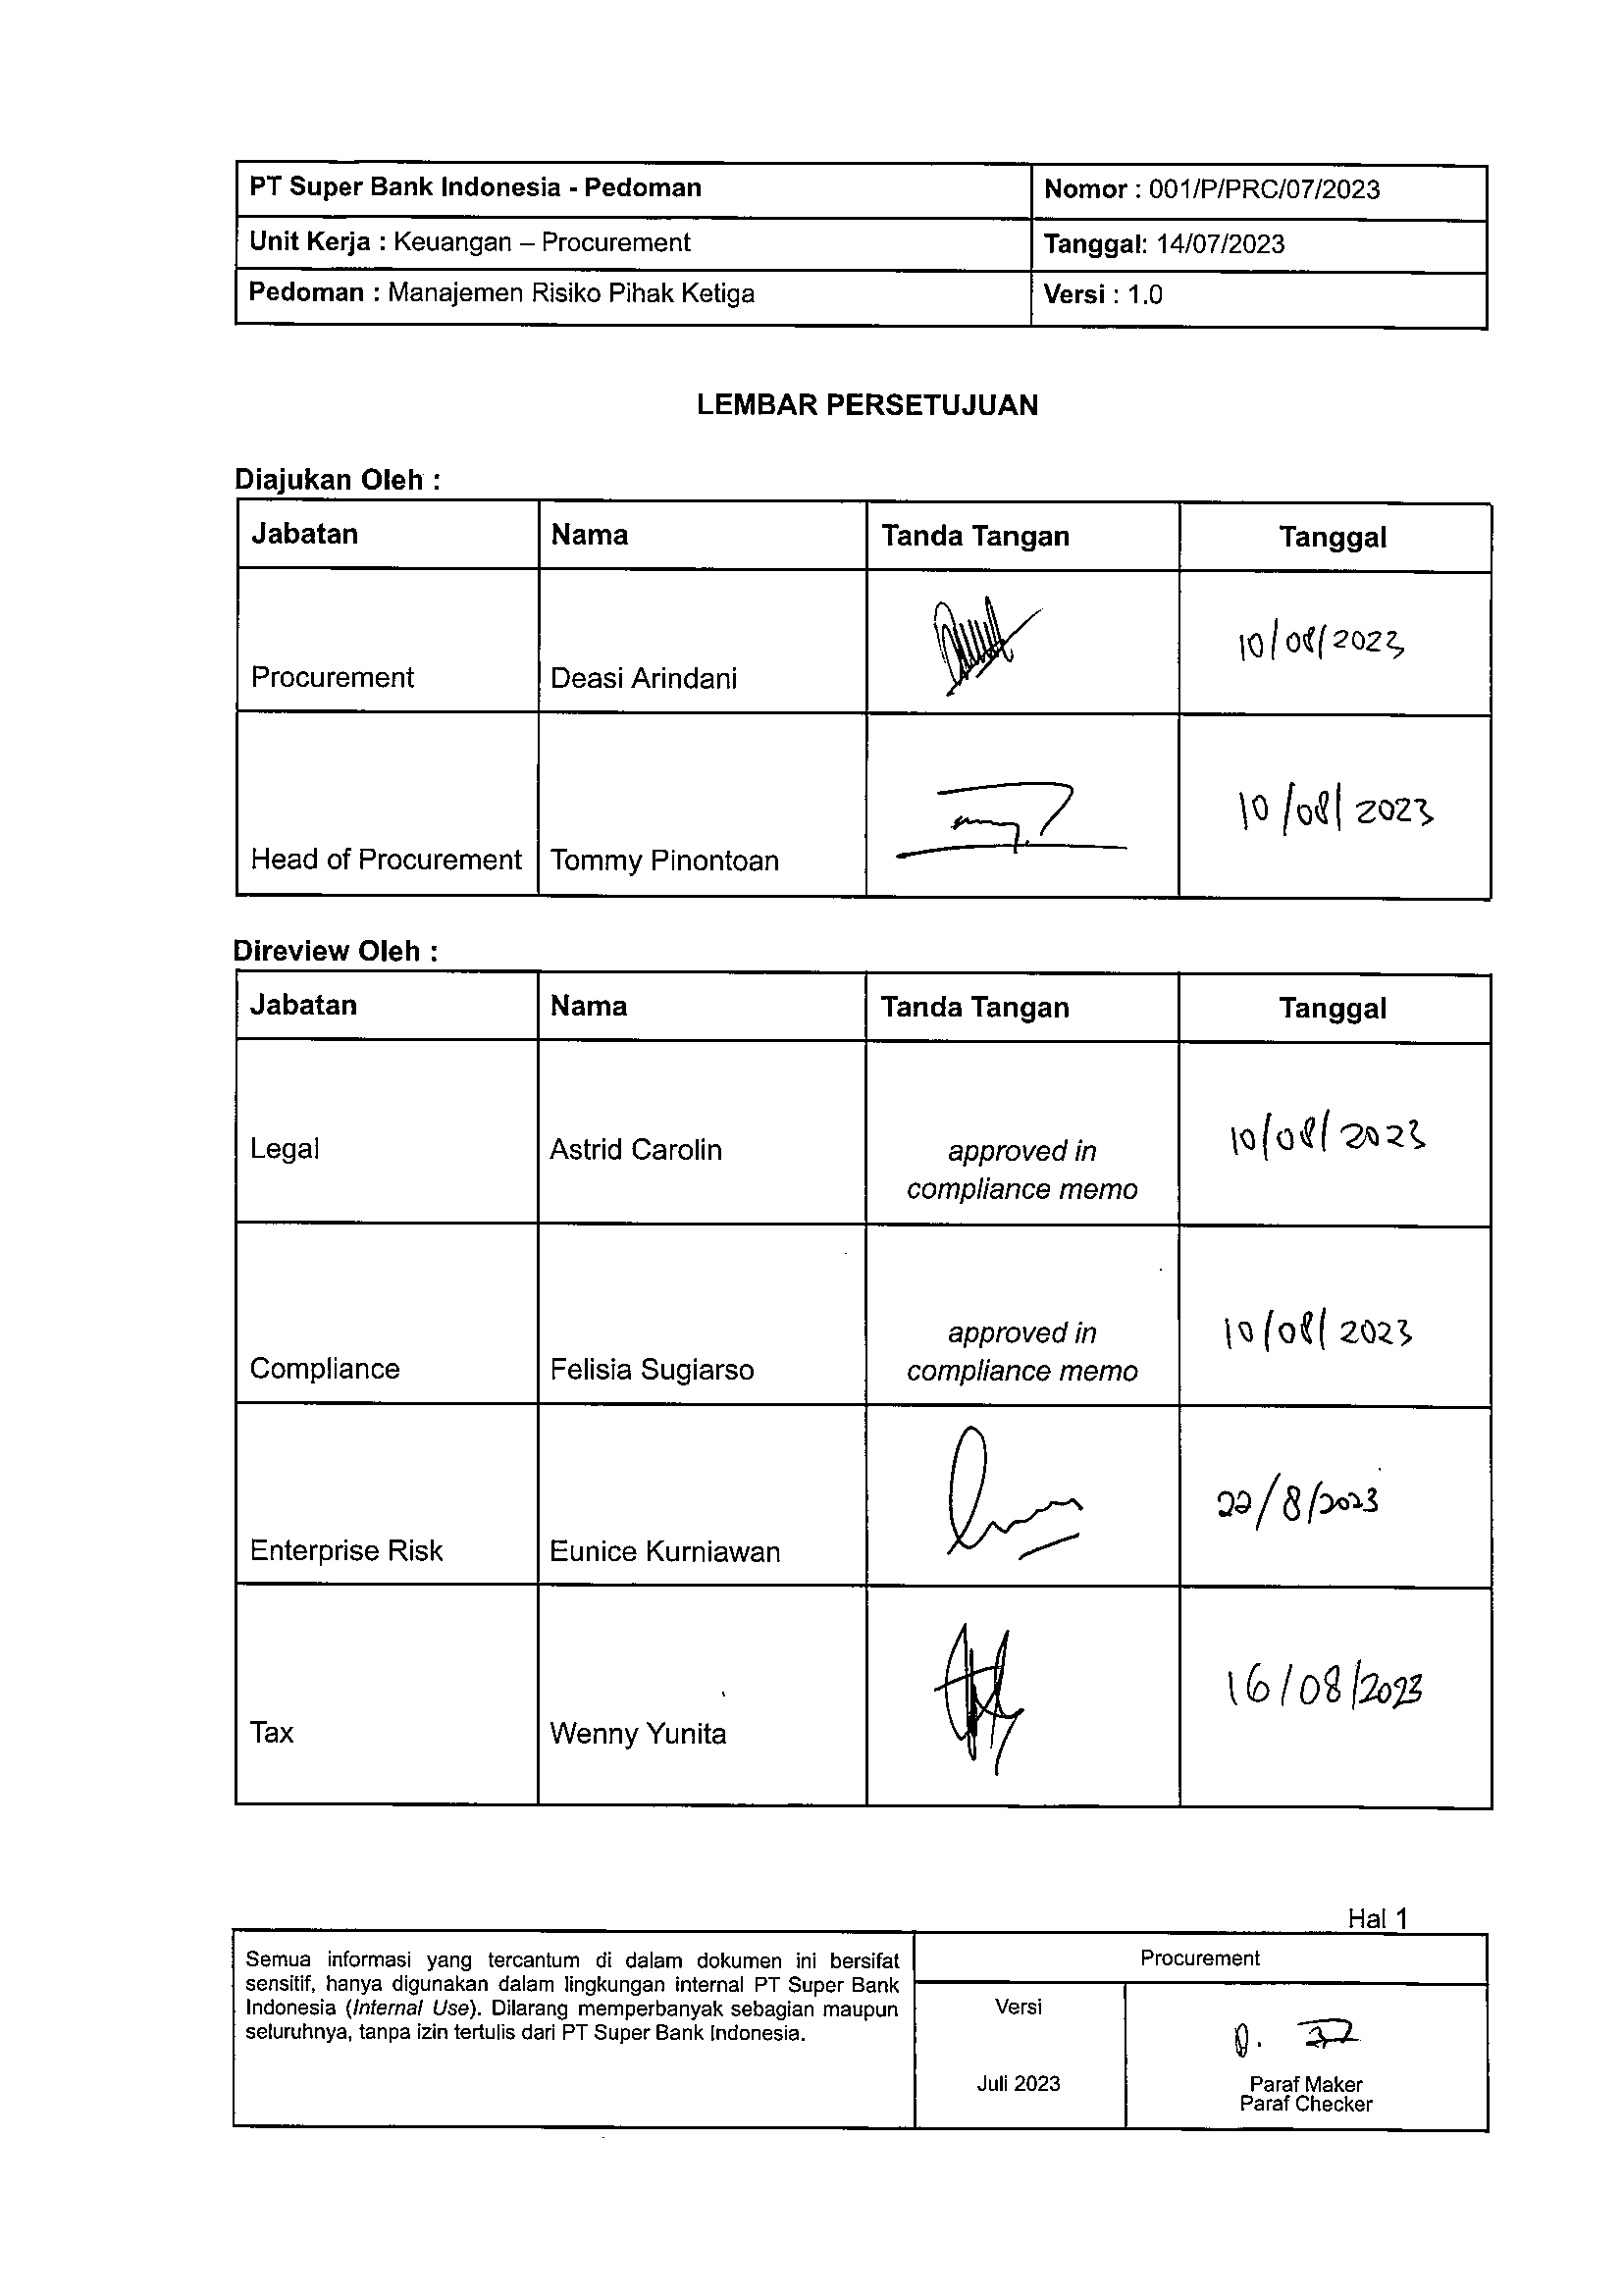 PT Super Bank Indonesia - Pedoman
Nomor : 001/P/PRC/07/2023
Unit Kerja : Keuangan – Procurement
Tanggal: 14/07/2023
Pedoman : Manajemen Risiko Pihak Ketiga
Versi : 1.0
LEMBAR PERSETUJUAN
Diajukan Oleh :
Jabatan Nama Tanda Tangan Tanggal
10/08/2023
Procurement Deasi Arindani
10/08/2023
Head of Procurement Tommy Pinontoan
Direview Oleh :
Jabatan Nama Tanda Tangan Tanggal
10/08/2023
Legal Astrid Carolin approved in
compliance memo
10/08/2023
approved in
Compliance Felisia Sugiarso compliance memo
22/8/2023
Enterprise Risk Eunice Kurniawan
16/08/2023
Tax Wenny Yunita
Hal 1
Semua informasi yang tercantum di dalam dokumen ini bersifat
sensitif, hanya digunakan dalam lingkungan internal PT Super Bank
Indonesia (Internal Use). Dilarang memperbanyak sebagian maupun
seluruhnya, tanpa izin tertulis dari PT Super Bank Indonesia.
Procurement
Versi
Juli 2023
Paraf Maker
Paraf Checker